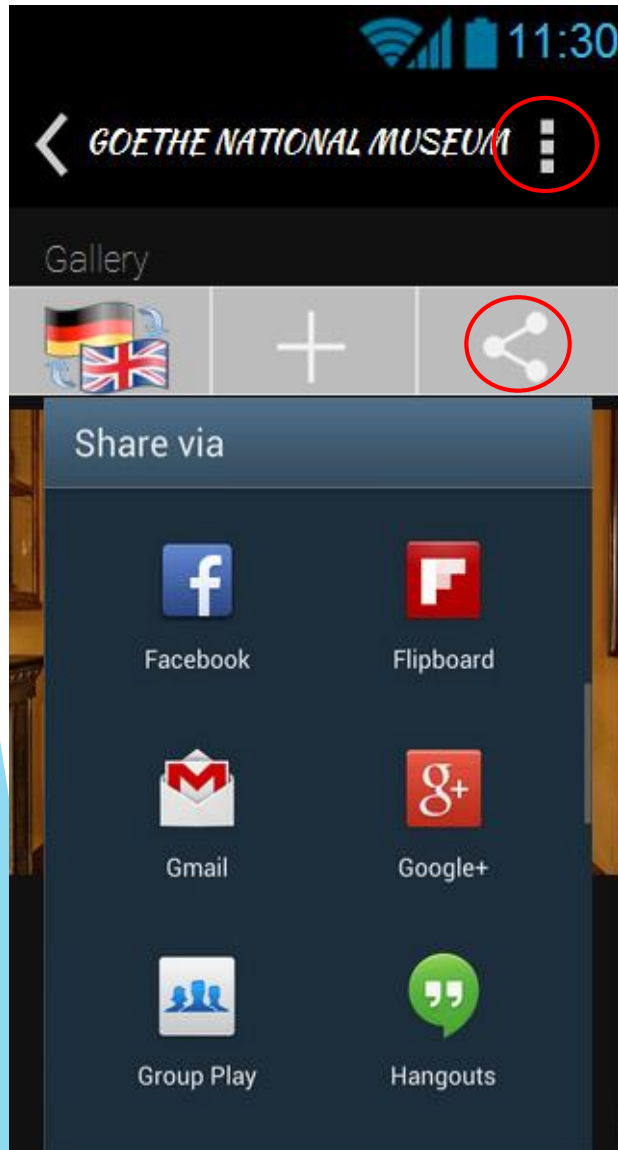 11:30
GOETHE NATIONAL MUSEUM
Gallery
Share via
Facebook Flipboard
Gmail Google+
Group Play Hangouts